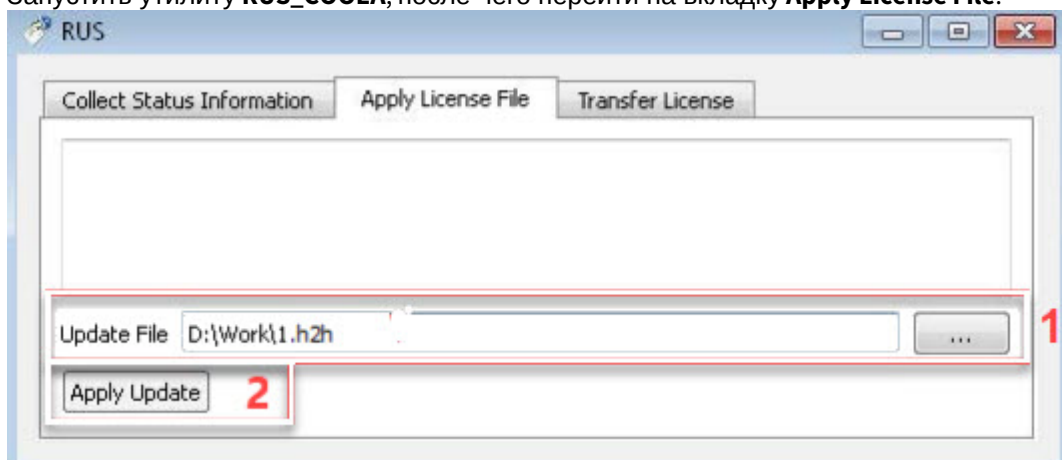 утилиту RUS_COUEA, после чего перейти на вкладку Apply License File.
RUS
Collect Status Information Apply License File Transfer License
Update File D:\Work\1.h2h ... 1
Apply Update 2